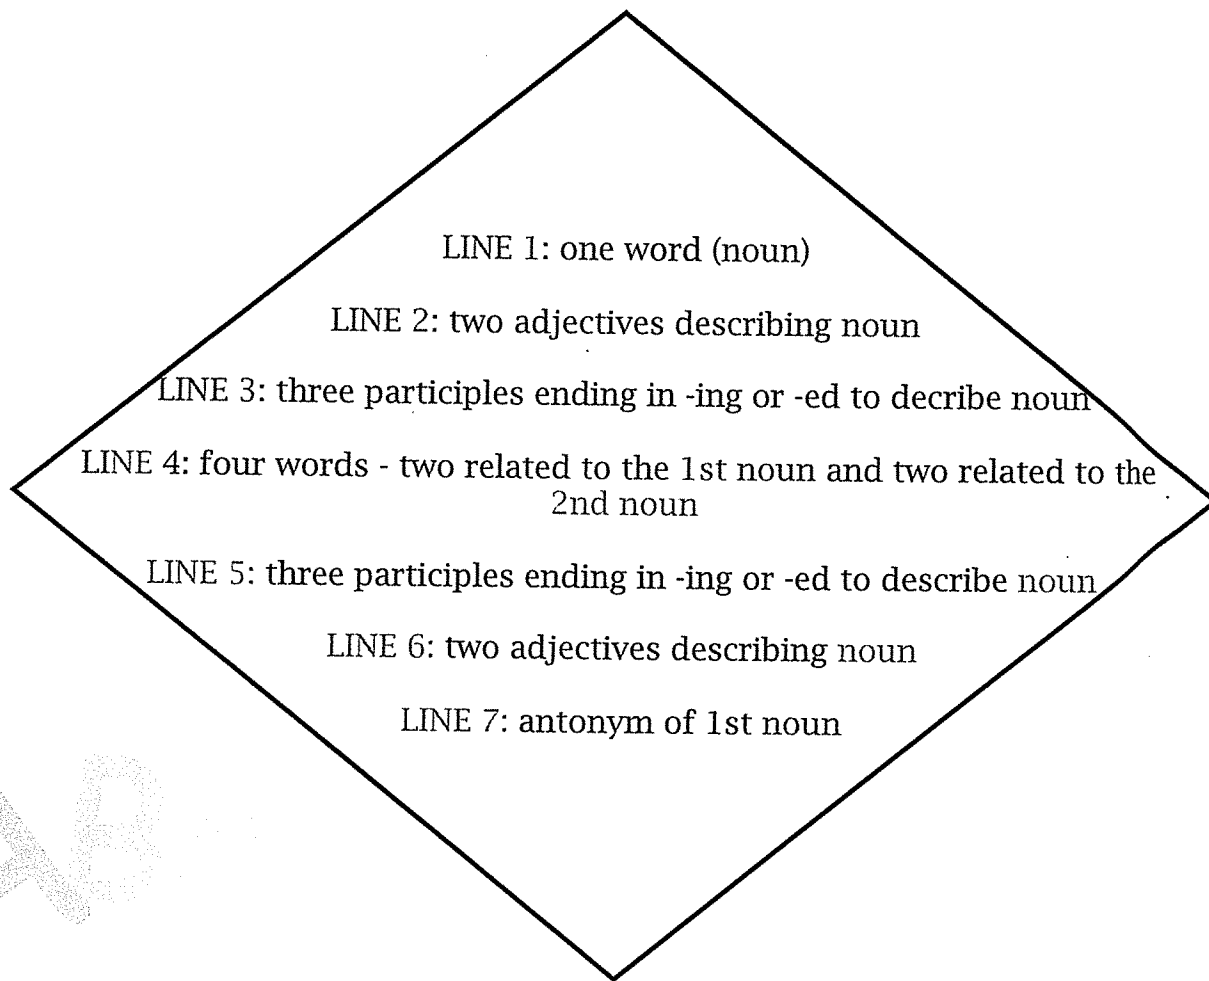 LINE 1: one word (noun)
LINE 2: two adjectives describing noun
LINE 3: three participles ending in -ing or -ed to decribe noun
LINE 4: four words - two related to the 1st noun and two related to the
2nd noun
LINE 5: three participles ending in -ing or -ed to describe noun
LINE 6: two adjectives describing noun
LINE 7: antonym of 1st noun